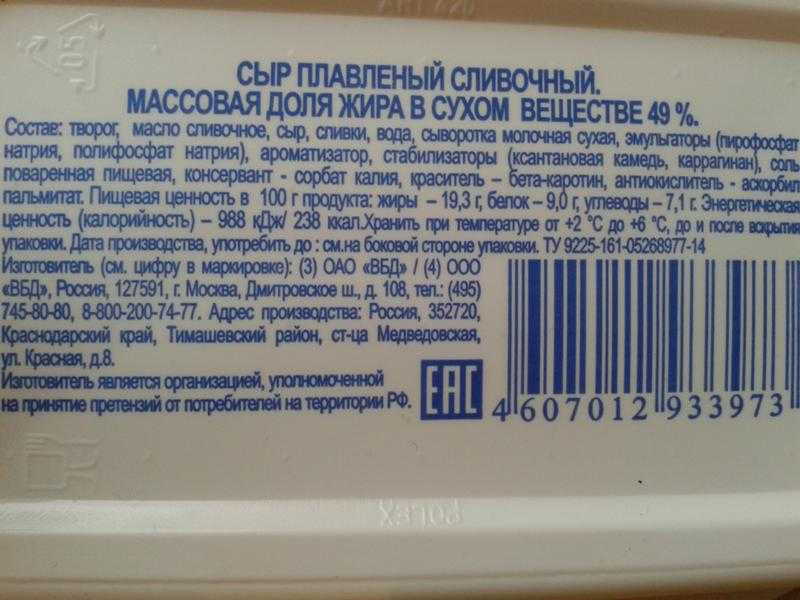 СЫР ПЛАВЛЕНЫЙ СЛИВОЧНЫЙ.
МАССОВАЯ ДОЛЯ ЖИРА В СУХОМ ВЕЩЕСТВЕ 49 %.
Состав: творог, масло сливочное, сыр, сливки, вода, сыворотка молочная сухая, эмульгаторы (пирофосфат
натрия, полифосфат натрия), ароматизатор, стабилизаторы (ксантановая камедь, каррагинан), соль
поваренная пищевая, консервант - сорбат калия, краситель – бета-каротин, антиокислитель - аскорбил
пальмитат. Пищевая ценность в 100 г продукта: жиры – 19,3 г, белок – 9,0 г, углеводы – 7,1 г. Энергетическая
ценность (калорийность) – 988 кДж/ 238 ккал.Хранить при температуре от +2 °С до +6 °С, до и после вскрытия
упаковки. Дата производства, употребить до : см.на боковой стороне упаковки. ТУ 9225-161-05268977-14
Изготовитель (см. цифру в маркировке): (3) ОАО «ВБД» / (4) ООО
«ВБД», Россия, 127591, г. Москва, Дмитровское ш., д. 108, тел.: (495)
745-80-80, 8-800-200-74-77. Адрес производства: Россия, 352720,
Краснодарский край, Тимашевский район, ст-ца Медведовская,
ул. Красная, д.8.
Изготовитель является организацией, уполномоченной
на принятие претензий от потребителей на территории РФ.
EAC
4 607012 933973
05